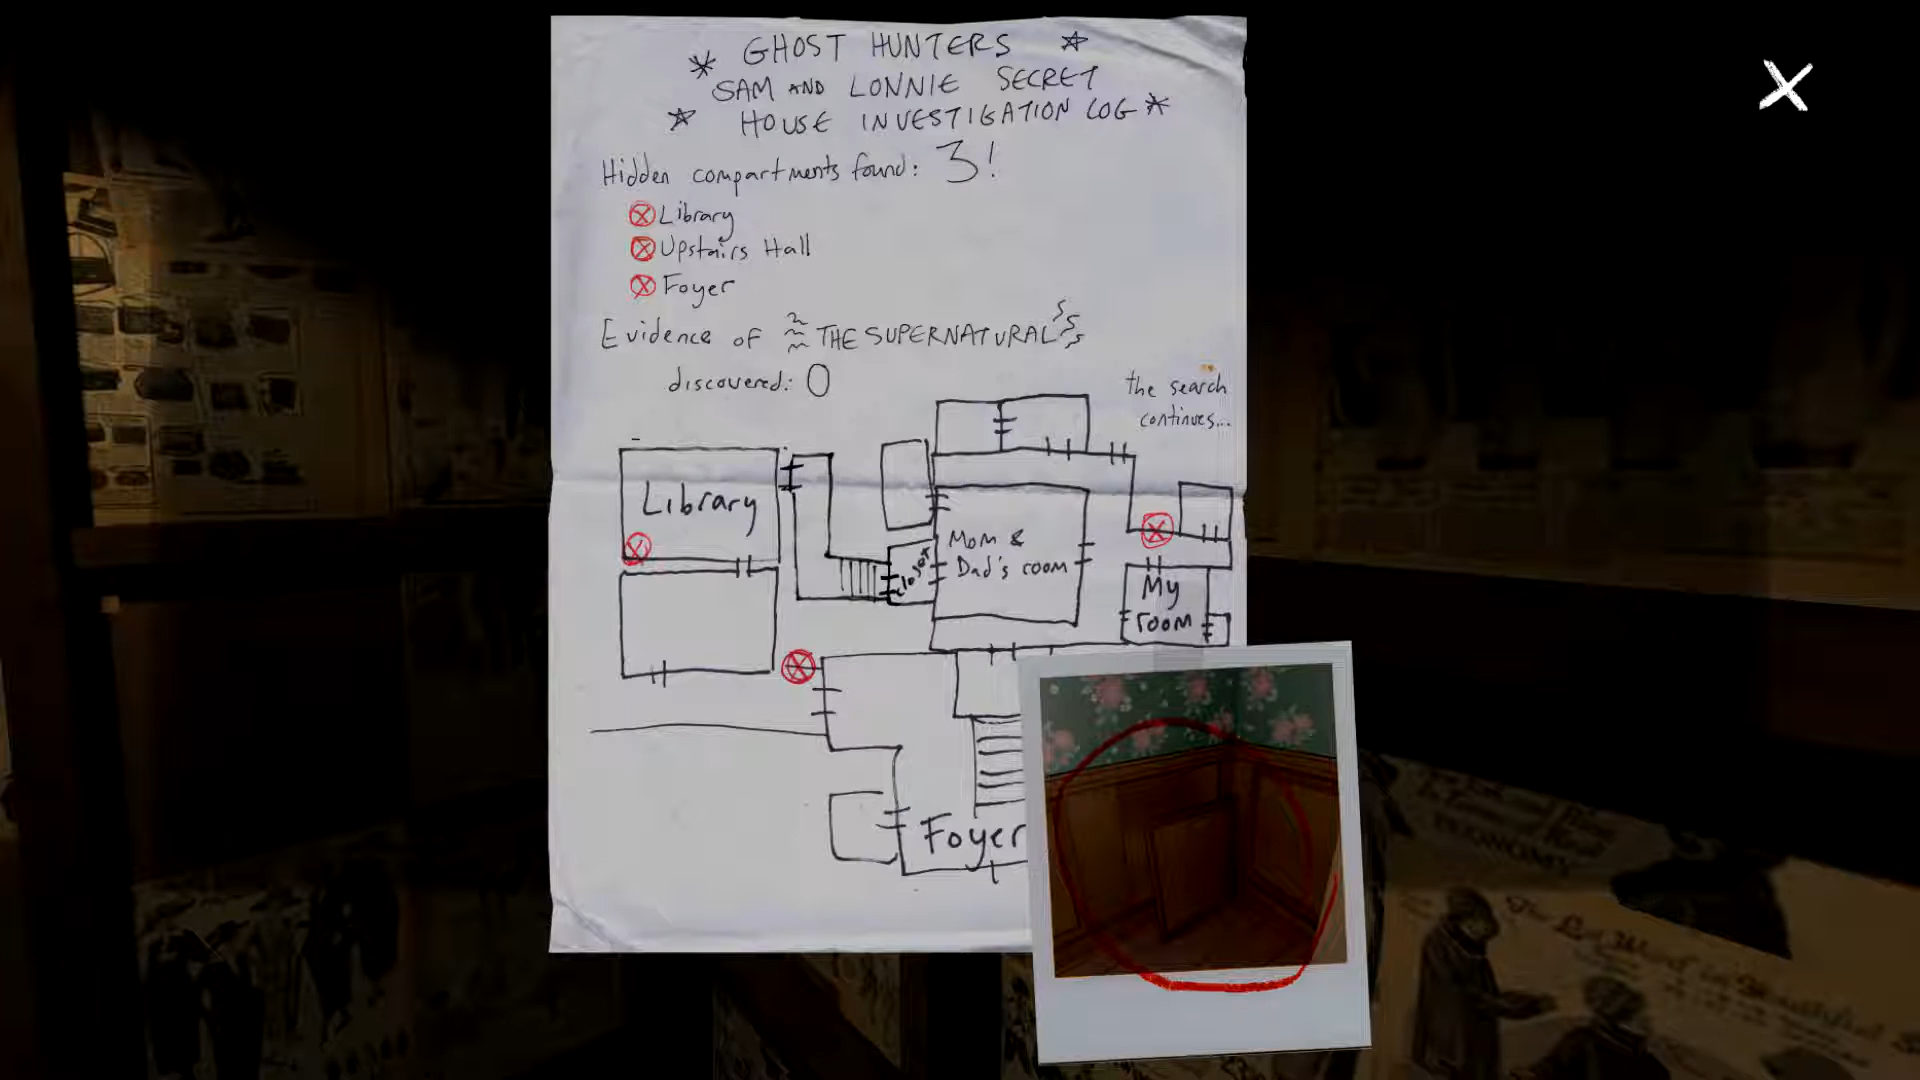 GHOST HUNTERS
SAM AND LONNIE SECRET
HOUSE INVESTIGATION LOG
Hidden compartments found: 3!
Library
Upstairs Hall
Foyer
Evidence of THE SUPERNATURAL
discovered: 0
the search
continues...
Library
closet
Mom &
Dad's room
My
room
Foyer